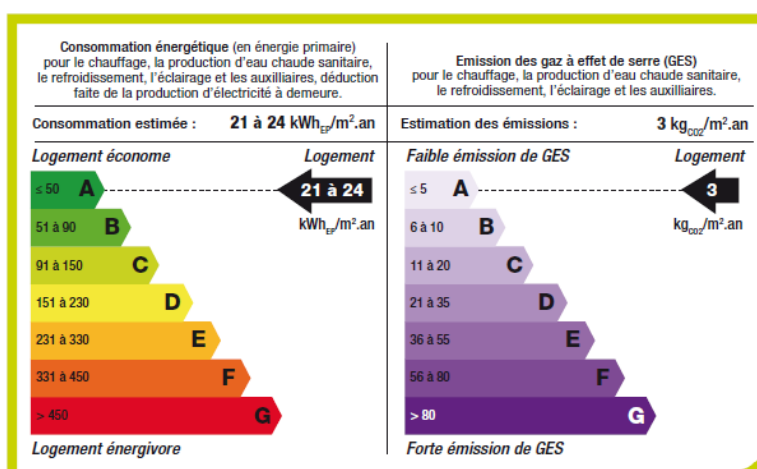 Consommation énergétique (en énergie primaire)
pour le chauffage, la production d'eau chaude sanitaire,
le refroidissement, l'éclairage et les auxilliaires, déduction
faite de la production d'électricité à demeure.
Consommation estimée : 21 à 24 kWhEP/m².an
Logement économe Logement
≤ 50 A 21 à 24
51 à 90 B kWhEP/m².an
91 à 150 C
151 à 230 D
231 à 330 E
331 à 450 F
> 450 G
Logement énergivore
Emission des gaz à effet de serre (GES)
pour le chauffage, la production d'eau chaude sanitaire,
le refroidissement, l'éclairage et les auxilliaires.
Estimation des émissions : 3 kgCO2/m².an
Faible émission de GES Logement
≤ 5 A 3
6 à 10 B kgCO2/m².an
11 à 20 C
21 à 35 D
36 à 55 E
56 à 80 F
> 80 G
Forte émission de GES